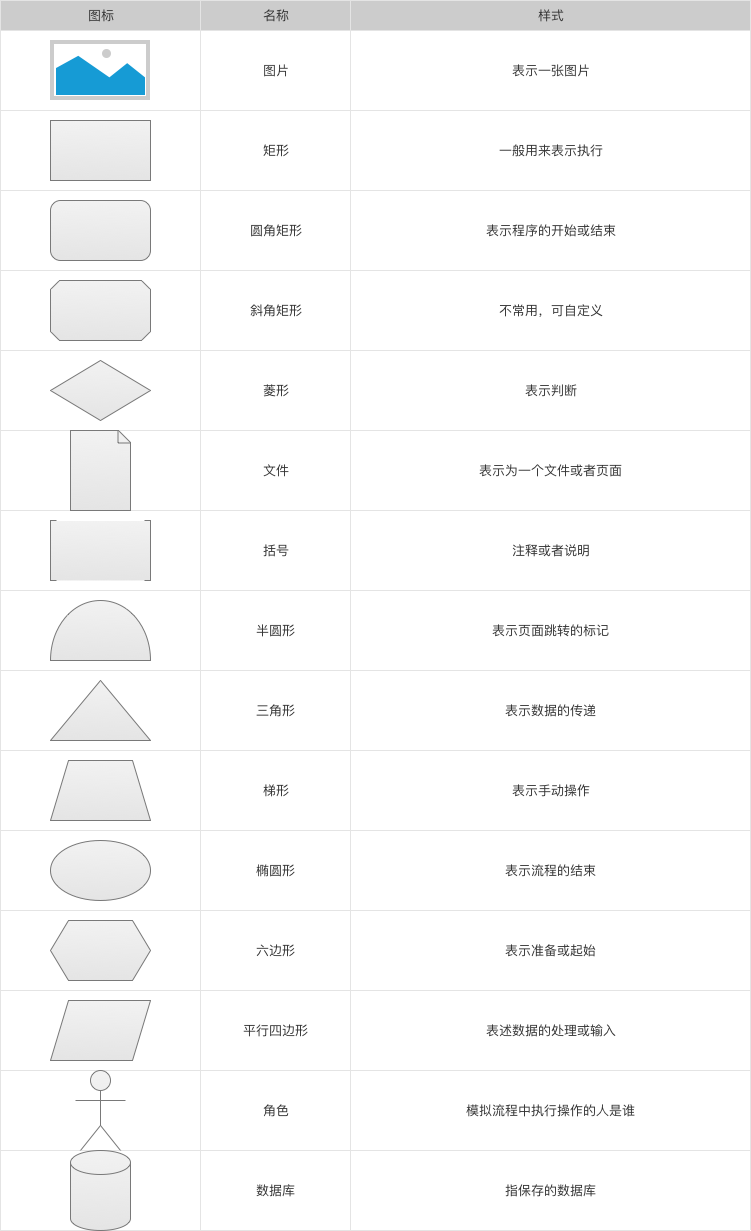 图标 名称 样式
图片 表示一张图片
矩形 一般用来表示执行
圆角矩形 表示程序的开始或结束
斜角矩形 不常用，可自定义
菱形 表示判断
文件 表示为一个文件或者页面
括号 注释或者说明
半圆形 表示页面跳转的标记
三角形 表示数据的传递
梯形 表示手动操作
椭圆形 表示流程的结束
六边形 表示准备或起始
平行四边形 表述数据的处理或输入
角色 模拟流程中执行操作的人是谁
数据库 指保存的数据库